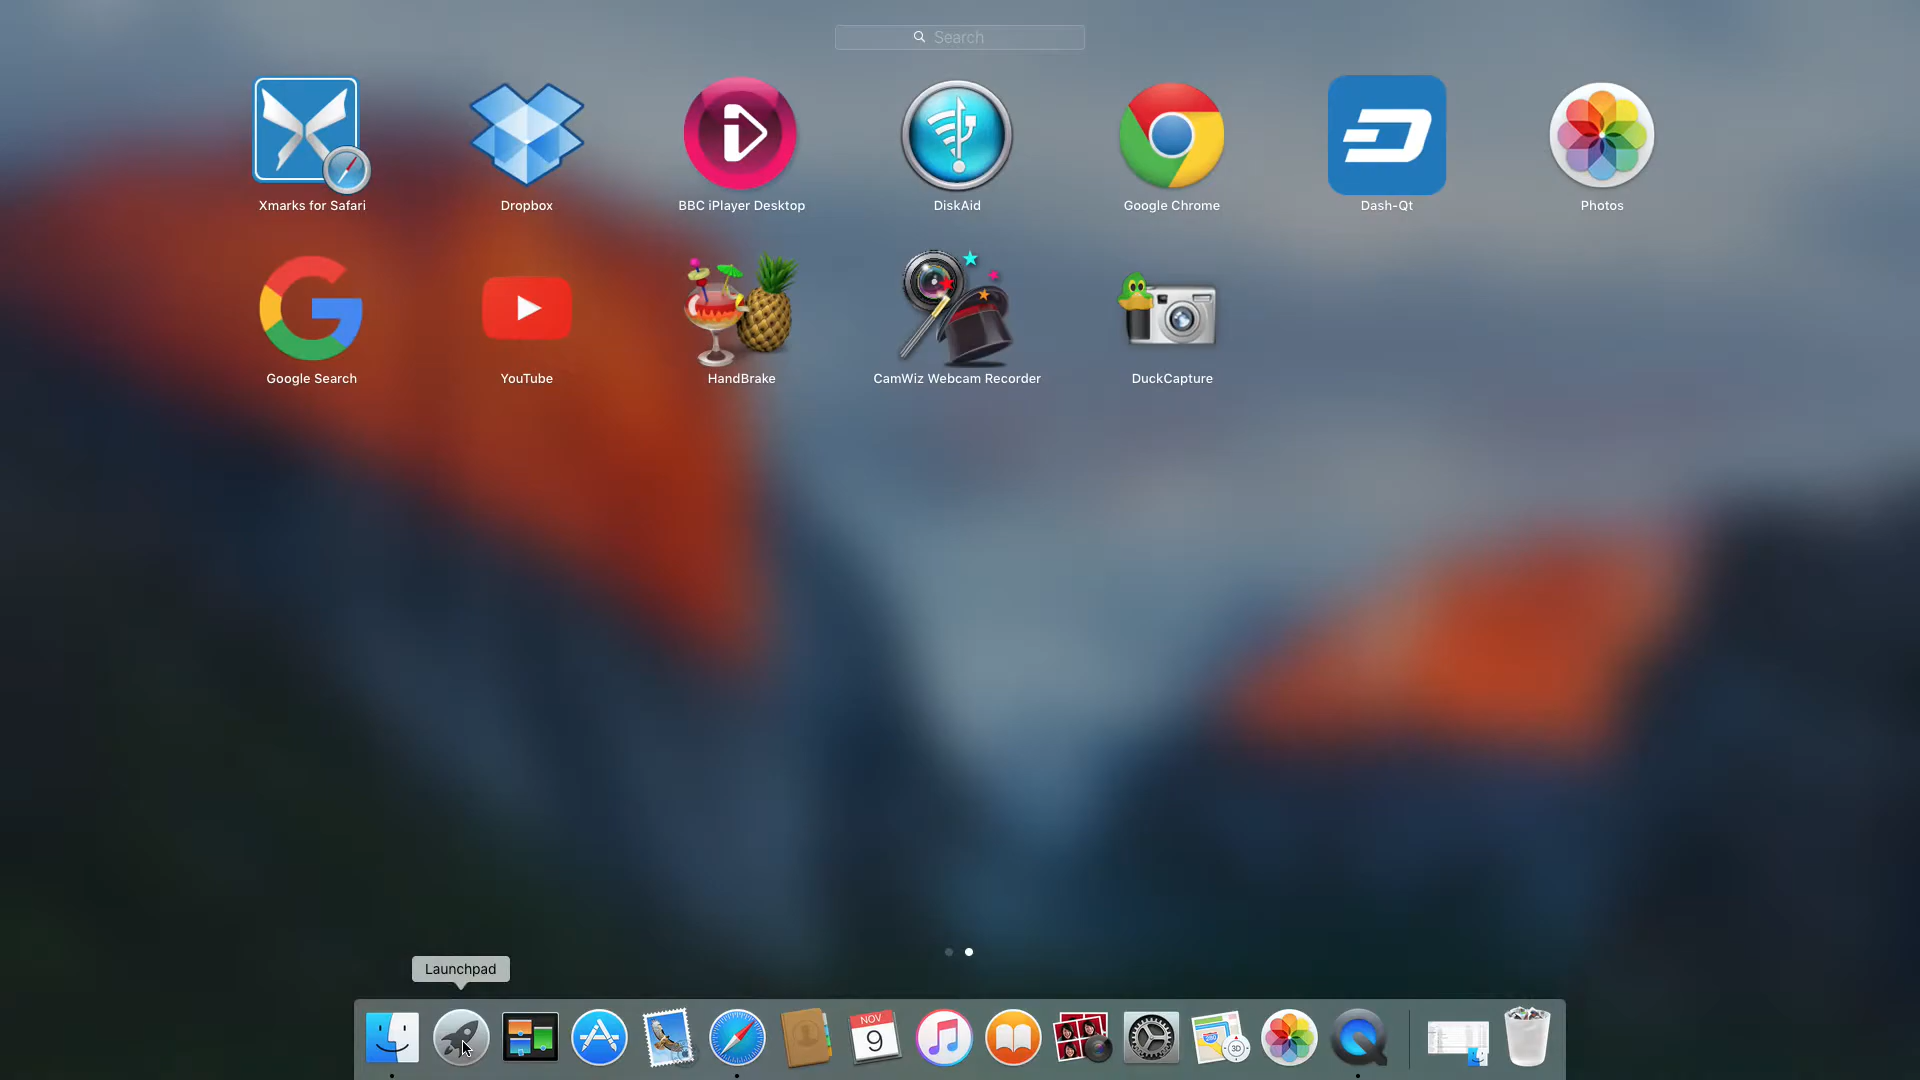 Search
Xmarks for Safari
Dropbox
BBC iPlayer Desktop
DiskAid
Google Chrome
Dash-Qt
Photos
Google Search
YouTube
HandBrake
CamWiz Webcam Recorder
DuckCapture
Launchpad
NOV
9
3D